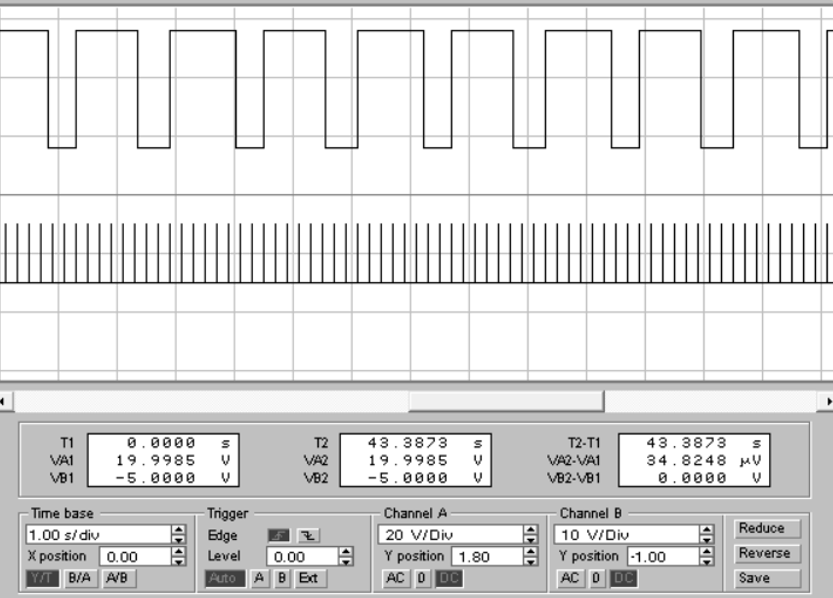 T1 0.0000 s T2 43.3873 s T2-T1 43.3873 s
VA1 19.9985 V VA2 19.9985 V VA2-VA1 34.8248 µV
VB1 -5.0000 V VB2 -5.0000 V VB2-VB1 0.0000 V
Time base Trigger Channel A Channel B
1.00 s/div Edge 20 V/Div 10 V/Div Reduce
X position 0.00 Level 0.00 Y position 1.80 Y position -1.00 Reverse
Y/T B/A A/B Auto A B Ext AC 0 DC AC 0 DC Save